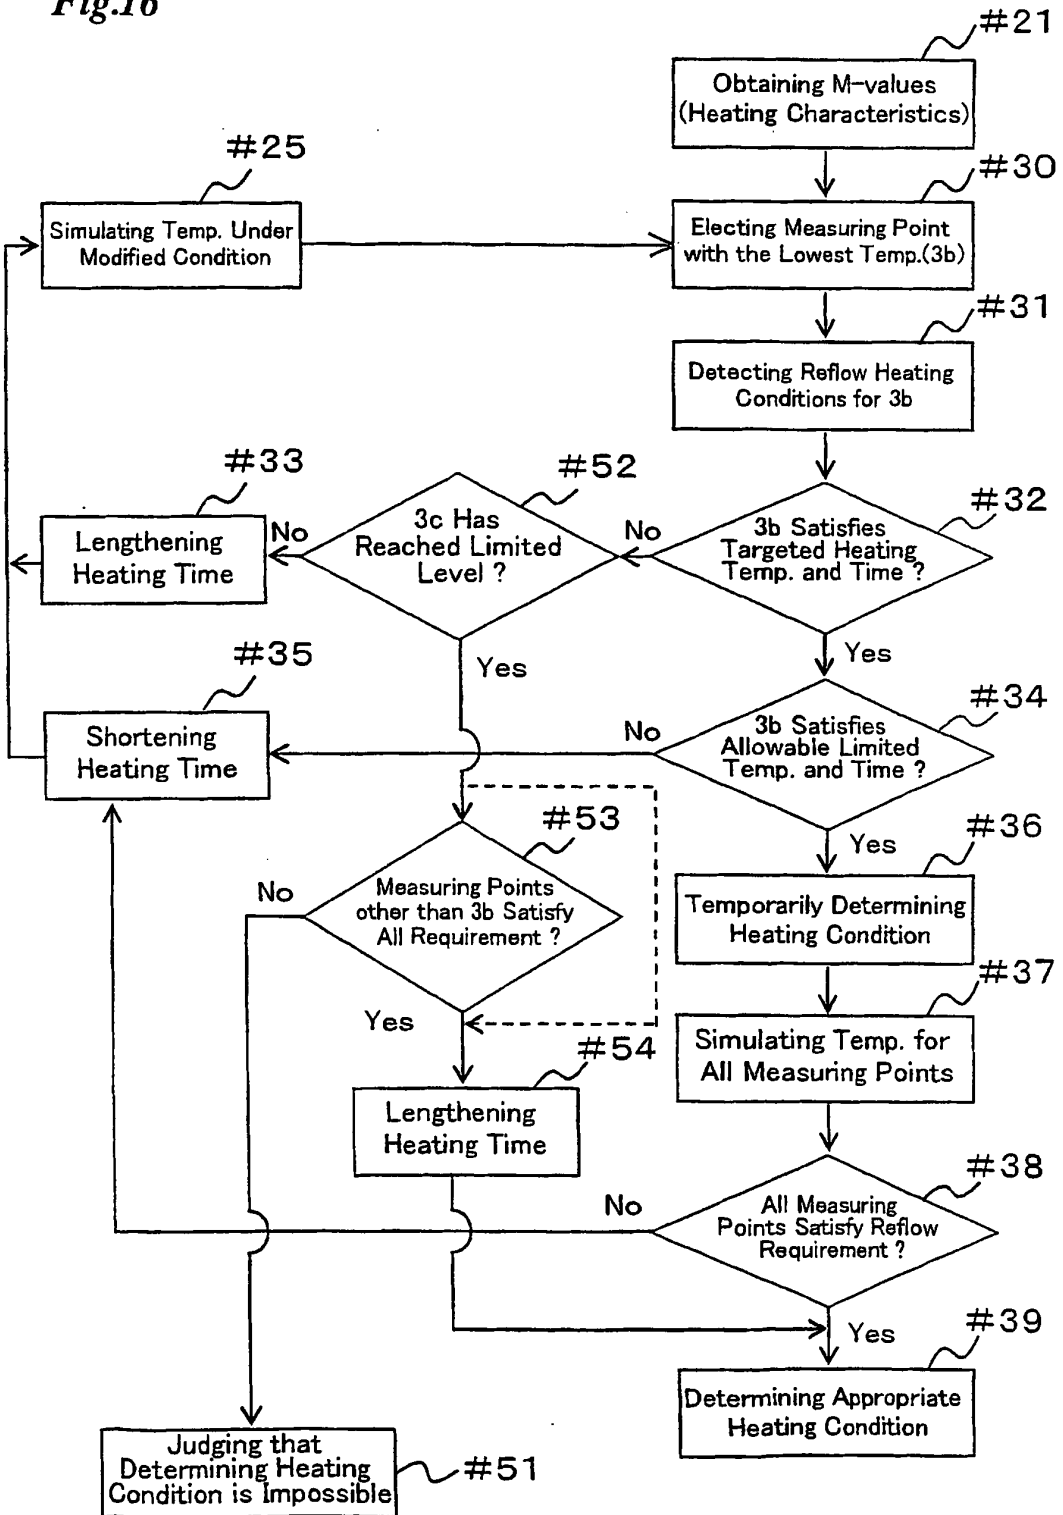 Fig.16
#21
Obtaining M-values
(Heating Characteristics)
#25
Simulating Temp. Under
Modified Condition
#30
Electing Measuring Point
with the Lowest Temp.(3b)
#31
Detecting Reflow Heating
Conditions for 3b
#33
Lengthening
Heating Time
No
#52
3c Has
Reached Limited
Level ?
No
#32
3b Satisfies
Targeted Heating
Temp. and Time ?
Yes
Yes
#35
Shortening
Heating Time
No
#34
3b Satisfies
Allowable Limited
Temp. and Time ?
Yes
#53
Measuring Points
other than 3b Satisfy
All Requirement ?
No
Yes
#36
Temporarily Determining
Heating Condition
#37
Simulating Temp. for
All Measuring Points
#54
Lengthening
Heating Time
#38
All Measuring
Points Satisfy Reflow
Requirement ?
No
Yes
#39
Determining Appropriate
Heating Condition
Judging that
Determining Heating
Condition is Impossible
#51